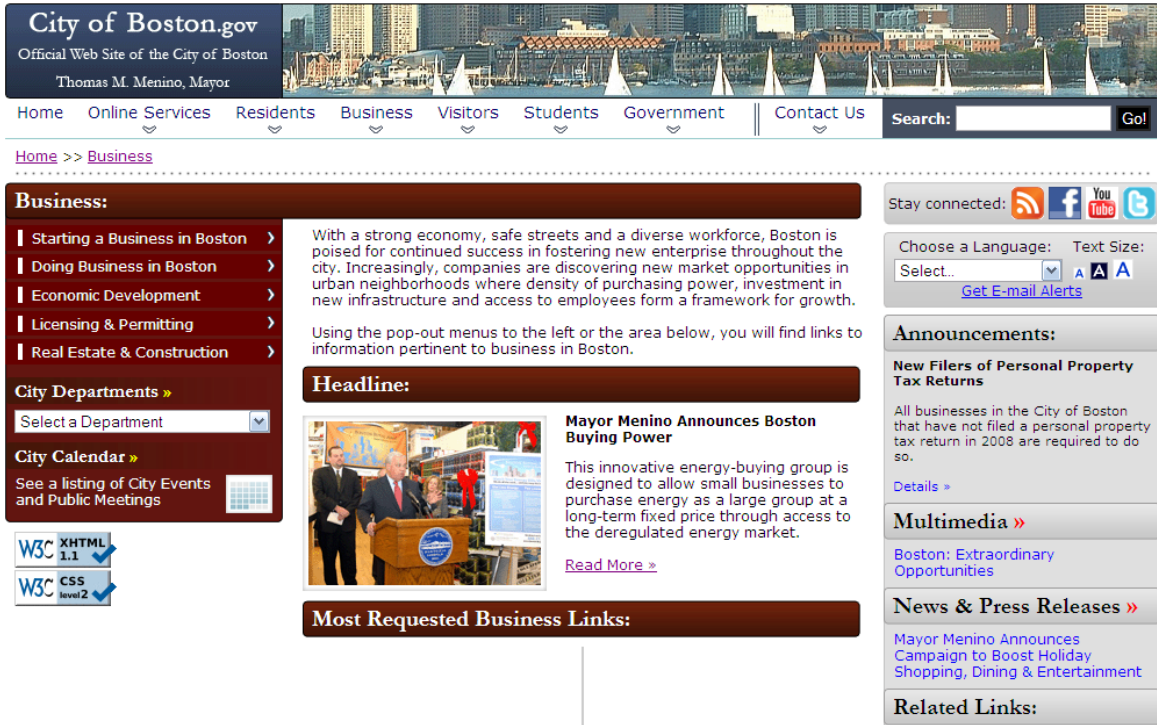 City of Boston.gov
Official Web Site of the City of Boston
Thomas M. Menino, Mayor
Home Online Services Residents Business Visitors Students Government Contact Us Search: Go!
Home >> Business
Business:
Starting a Business in Boston
Doing Business in Boston
Economic Development
Licensing & Permitting
Real Estate & Construction
City Departments »
Select a Department
City Calendar »
See a listing of City Events
and Public Meetings
W3C XHTML
1.1
W3C CSS
level 2
With a strong economy, safe streets and a diverse workforce, Boston is
poised for continued success in fostering new enterprise throughout the
city. Increasingly, companies are discovering new market opportunities in
urban neighborhoods where density of purchasing power, investment in
new infrastructure and access to employees form a framework for growth.
Using the pop-out menus to the left or the area below, you will find links to
information pertinent to business in Boston.
Headline:
Mayor Menino Announces Boston
Buying Power
This innovative energy-buying group is
designed to allow small businesses to
purchase energy as a large group at a
long-term fixed price through access to
the deregulated energy market.
Read More »
Most Requested Business Links:
Stay connected: f You
Tube t
Choose a Language: Text Size:
Select... A A A
Get E-mail Alerts
Announcements:
New Filers of Personal Property
Tax Returns
All businesses in the City of Boston
that have not filed a personal property
tax return in 2008 are required to do
so.
Details »
Multimedia »
Boston: Extraordinary
Opportunities
News & Press Releases »
Mayor Menino Announces
Campaign to Boost Holiday
Shopping, Dining & Entertainment
Related Links: